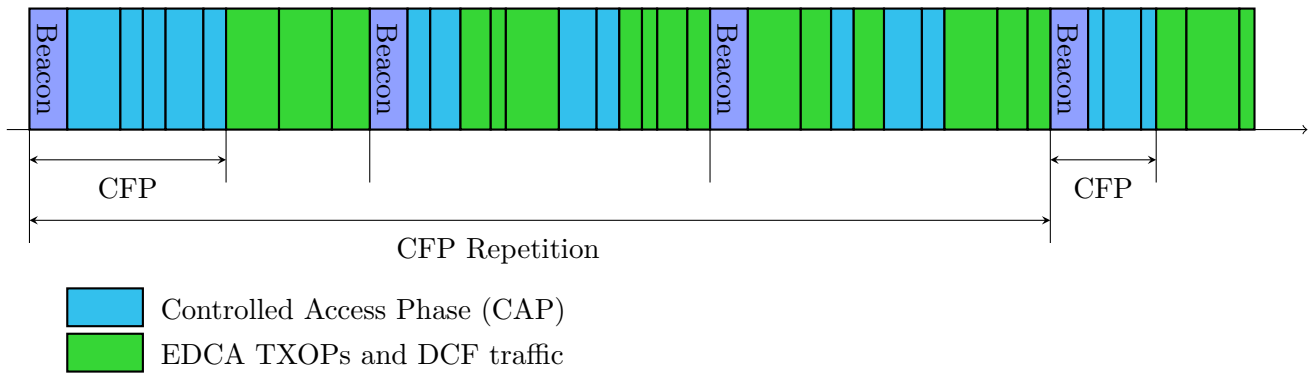 Beacon
Beacon
Beacon
Beacon
CFP
CFP
CFP Repetition
Controlled Access Phase (CAP)
EDCA TXOPs and DCF traffic